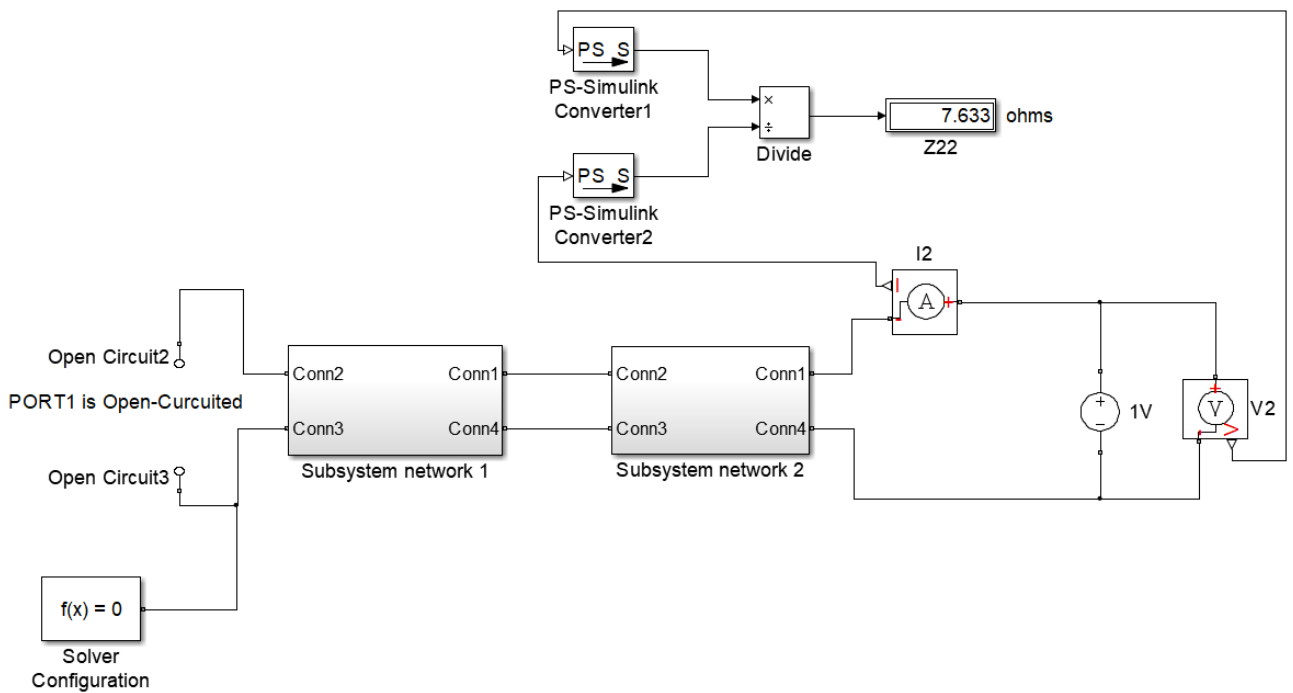 PS S
PS-Simulink
Converter1
×
÷
Divide
7.633 ohms
Z22
PS S
PS-Simulink
Converter2
I2
I
A
+
-
Open Circuit2
PORT1 is Open-Curcuited
Open Circuit3
Conn2 Conn1
Conn3 Conn4
Subsystem network 1
Conn2 Conn1
Conn3 Conn4
Subsystem network 2
+
−
1V
+
V
-
V
V2
f(x) = 0
Solver
Configuration